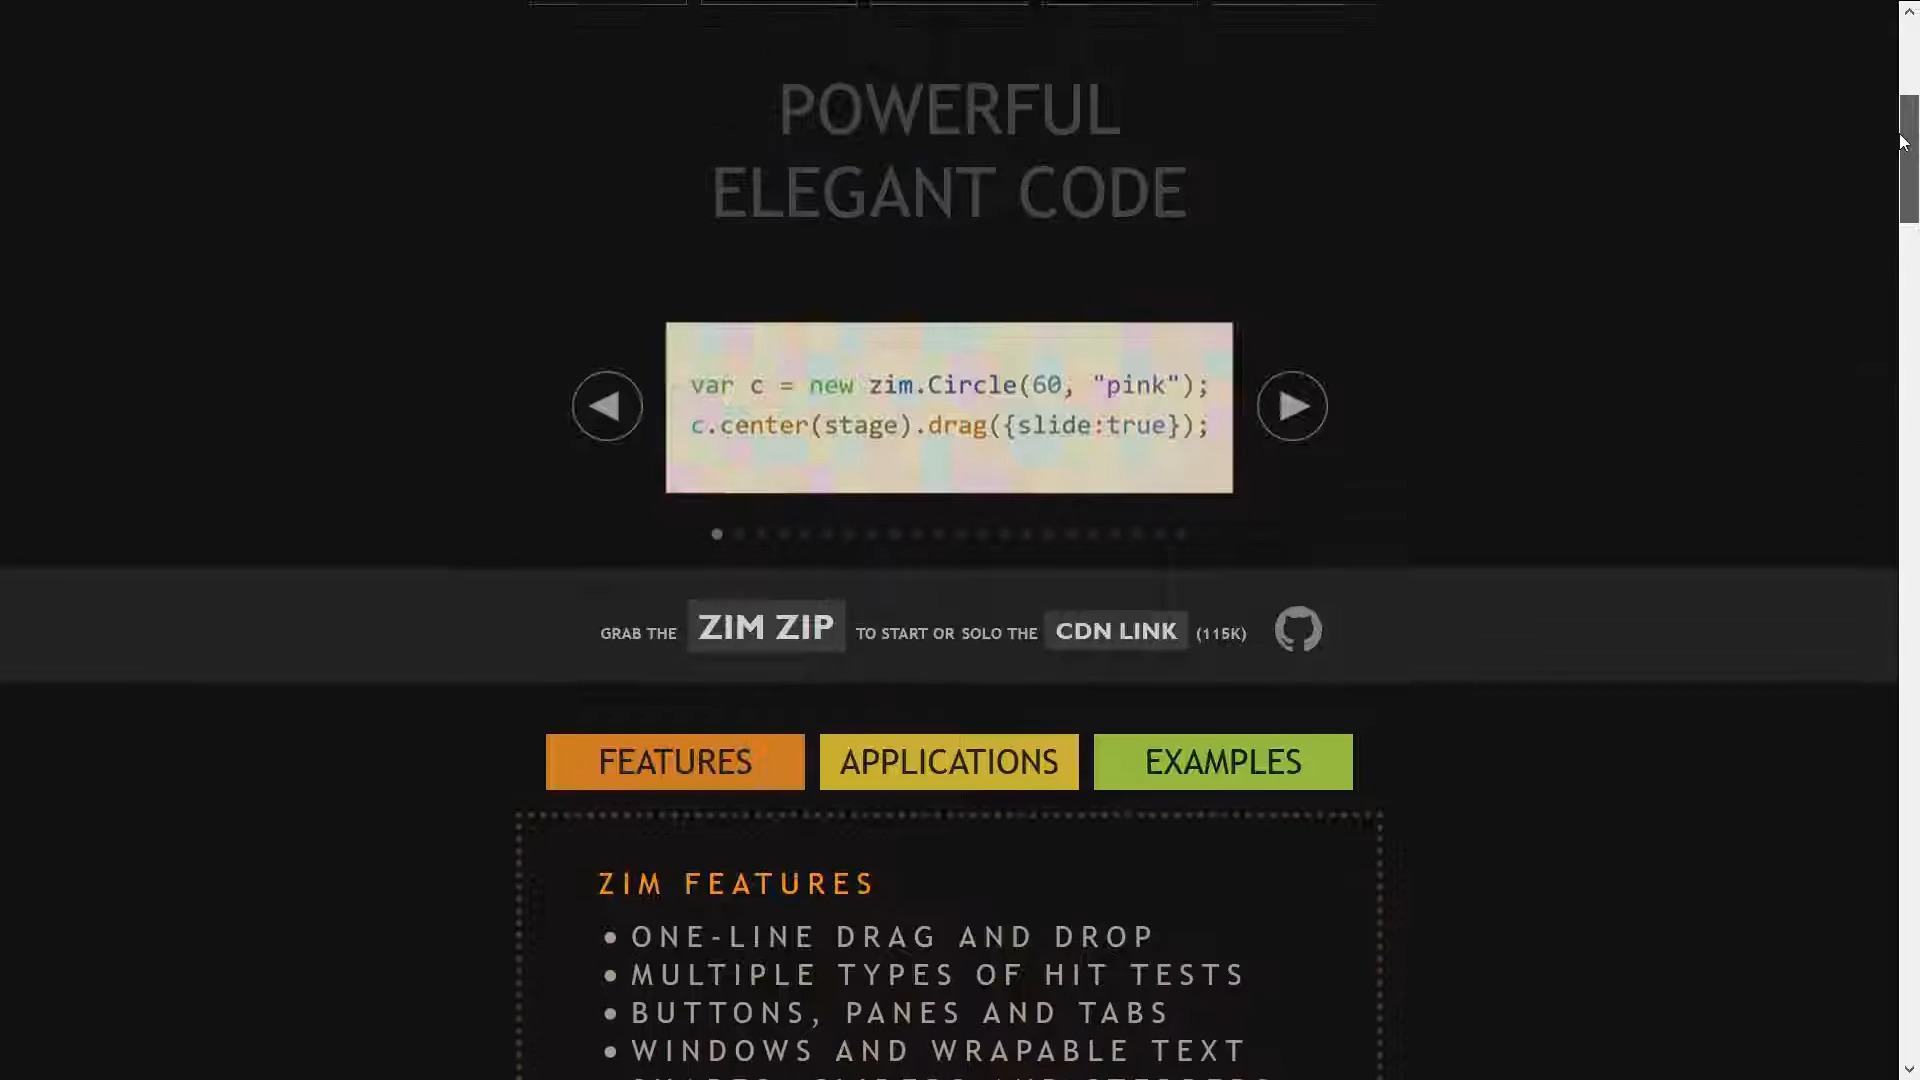 POWERFUL
ELEGANT CODE
var c = new zim.Circle(60, "pink");
c.center(stage).drag({slide:true});
GRAB THE ZIM ZIP TO START OR SOLO THE CDN LINK (115K)
FEATURES APPLICATIONS EXAMPLES
ZIM FEATURES
• ONE-LINE DRAG AND DROP
• MULTIPLE TYPES OF HIT TESTS
• BUTTONS, PANES AND TABS
• WINDOWS AND WRAPABLE TEXT